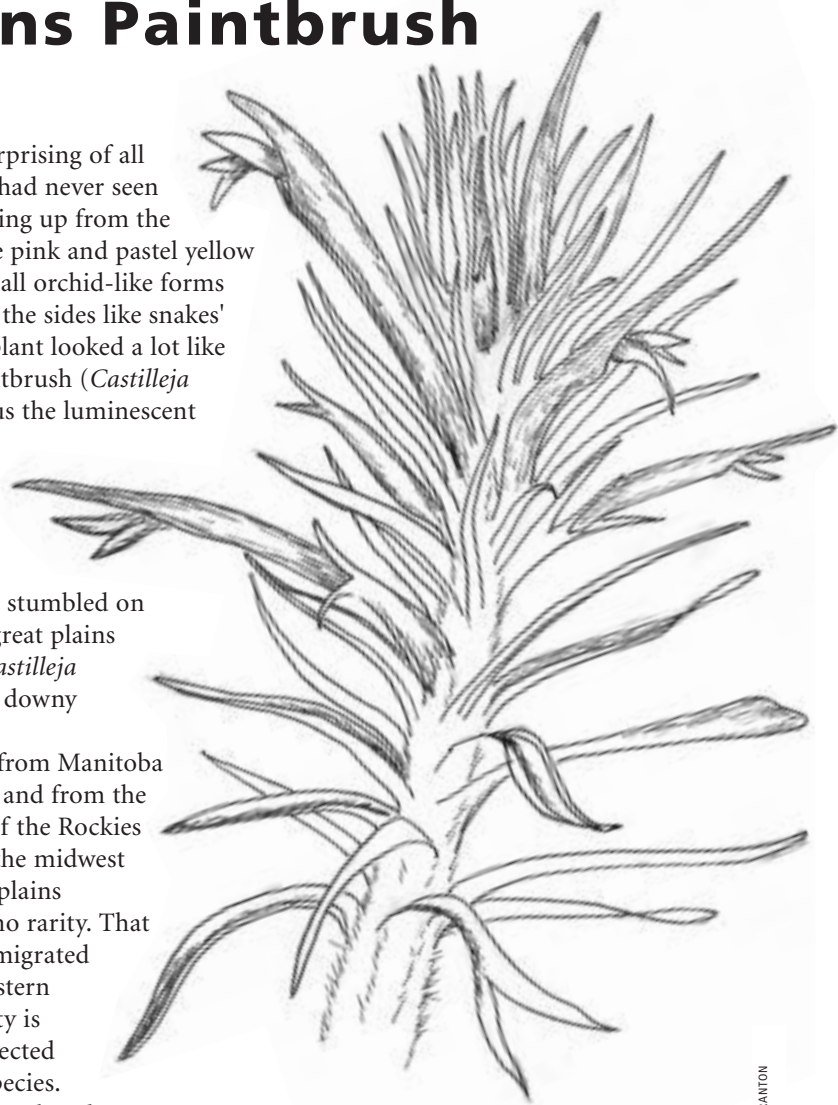 ns Paintbrush
rprising of all
had never seen
ing up from the
e pink and pastel yellow
all orchid-like forms
the sides like snakes'
lant looked a lot like
tbrush (Castilleja
us the luminescent
stumbled on
great plains
astilleja
downy
from Manitoba
and from the
f the Rockies
he midwest
plains
no rarity. That
migrated
stern
ty is
ected
pecies.
RANTON